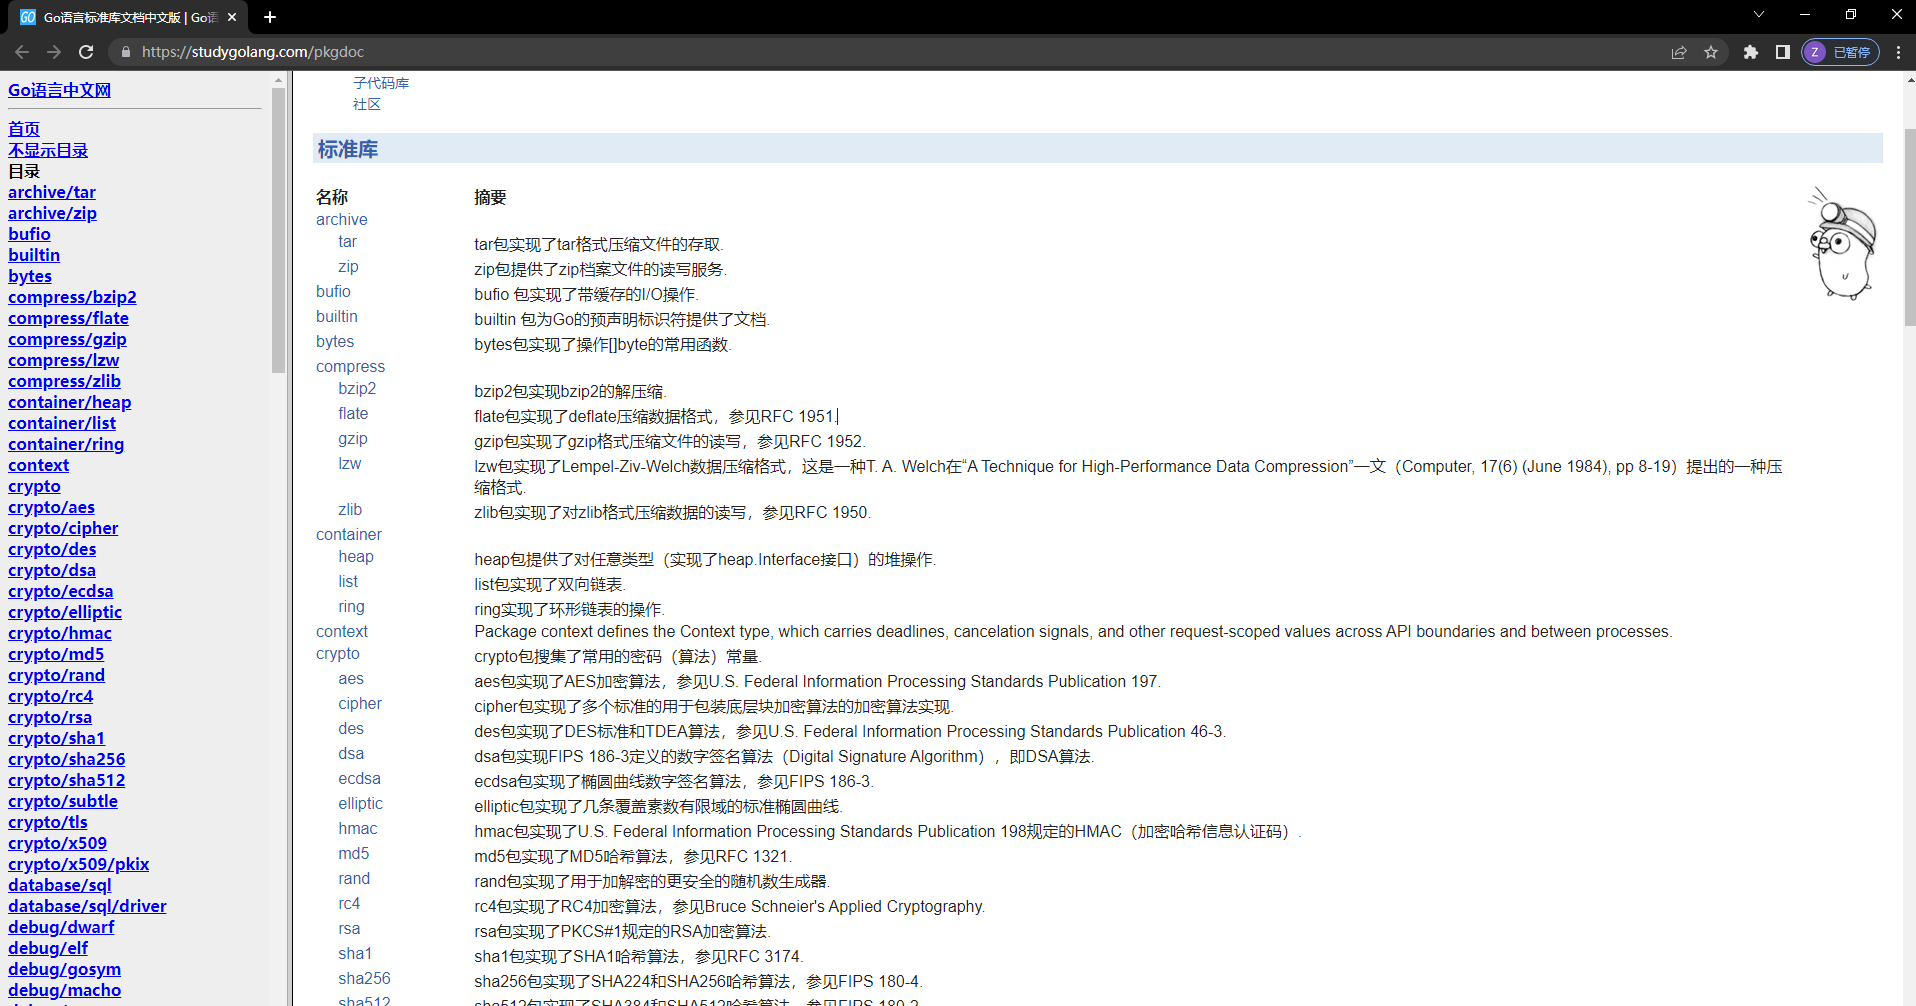 Go语言标准库文档中文版 | Go语
https://studygolang.com/pkgdoc
Z 已暂停
Go语言中文网
首页
不显示目录
目录
archive/tar
archive/zip
bufio
builtin
bytes
compress/bzip2
compress/flate
compress/gzip
compress/lzw
compress/zlib
container/heap
container/list
container/ring
context
crypto
crypto/aes
crypto/cipher
crypto/des
crypto/dsa
crypto/ecdsa
crypto/elliptic
crypto/hmac
crypto/md5
crypto/rand
crypto/rc4
crypto/rsa
crypto/sha1
crypto/sha256
crypto/sha512
crypto/subtle
crypto/tls
crypto/x509
crypto/x509/pkix
database/sql
database/sql/driver
debug/dwarf
debug/elf
debug/gosym
debug/macho
子代码库
社区
标准库
名称 摘要
archive
tar tar包实现了tar格式压缩文件的存取.
zip zip包提供了zip档案文件的读写服务.
bufio bufio 包实现了带缓存的I/O操作.
builtin builtin 包为Go的预声明标识符提供了文档.
bytes bytes包实现了操作[]byte的常用函数.
compress
bzip2 bzip2包实现bzip2的解压缩.
flate flate包实现了deflate压缩数据格式，参见RFC 1951.
gzip gzip包实现了gzip格式压缩文件的读写，参见RFC 1952.
lzw lzw包实现了Lempel-Ziv-Welch数据压缩格式，这是一种T. A. Welch在“A Technique for High-Performance Data Compression”一文（Computer, 17(6) (June 1984), pp 8-19）提出的一种压
缩格式.
zlib zlib包实现了对zlib格式压缩数据的读写，参见RFC 1950.
container
heap heap包提供了对任意类型（实现了heap.Interface接口）的堆操作.
list list包实现了双向链表.
ring ring实现了环形链表的操作.
context Package context defines the Context type, which carries deadlines, cancelation signals, and other request-scoped values across API boundaries and between processes.
crypto crypto包搜集了常用的密码（算法）常量.
aes aes包实现了AES加密算法，参见U.S. Federal Information Processing Standards Publication 197.
cipher cipher包实现了多个标准的用于包装底层块加密算法的加密算法实现.
des des包实现了DES标准和TDEA算法，参见U.S. Federal Information Processing Standards Publication 46-3.
dsa dsa包实现FIPS 186-3定义的数字签名算法（Digital Signature Algorithm），即DSA算法.
ecdsa ecdsa包实现了椭圆曲线数字签名算法，参见FIPS 186-3.
elliptic elliptic包实现了几条覆盖素数有限域的标准椭圆曲线.
hmac hmac包实现了U.S. Federal Information Processing Standards Publication 198规定的HMAC（加密哈希信息认证码）.
md5 md5包实现了MD5哈希算法，参见RFC 1321.
rand rand包实现了用于加解密的更安全的随机数生成器.
rc4 rc4包实现了RC4加密算法，参见Bruce Schneier's Applied Cryptography.
rsa rsa包实现了PKCS#1规定的RSA加密算法.
sha1 sha1包实现了SHA1哈希算法，参见RFC 3174.
sha256 sha256包实现了SHA224和SHA256哈希算法，参见FIPS 180-4.
sha512 sha512包实现了SHA384和SHA512哈希算法，参见FIPS 180-2.